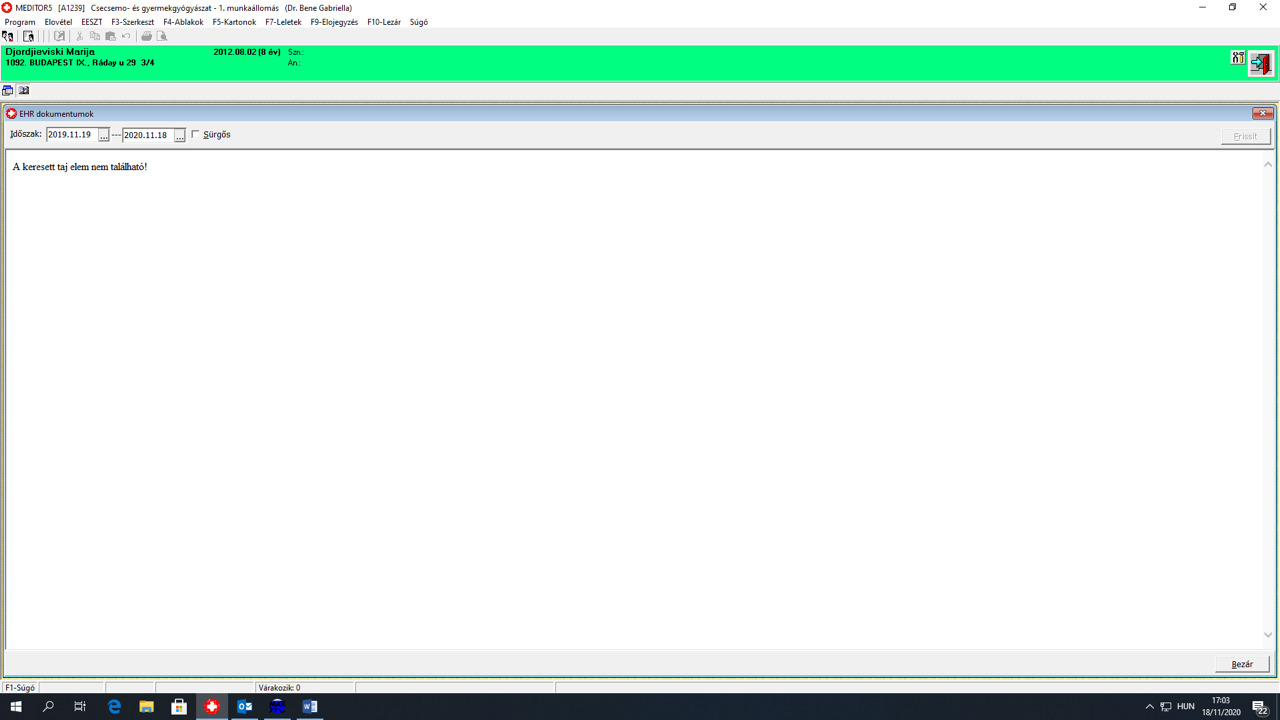 MEDITOR5 [A1239] Csecsemo- és gyermekgyógyászat - 1. munkaállomás (Dr. Bene Gabriella)
Program Elovétel EESZT F3-Szerkeszt F4-Ablakok F5-Kartonok F7-Leletek F9-Elojegyzés F10-Lezár Súgó
Djordjieviski Marija 2012.08.02 (8 év) Szn.:
1092. BUDAPEST IX., Ráday u 29 3/4 An.:
EHR dokumentumok
Időszak: 2019.11.19 ... --- 2020.11.18 ... Sürgős
Erissit
A keresett taj elem nem található!
Bezár
F1-Súgó Várakozik: 0
HUN
17:03
18/11/2020
22